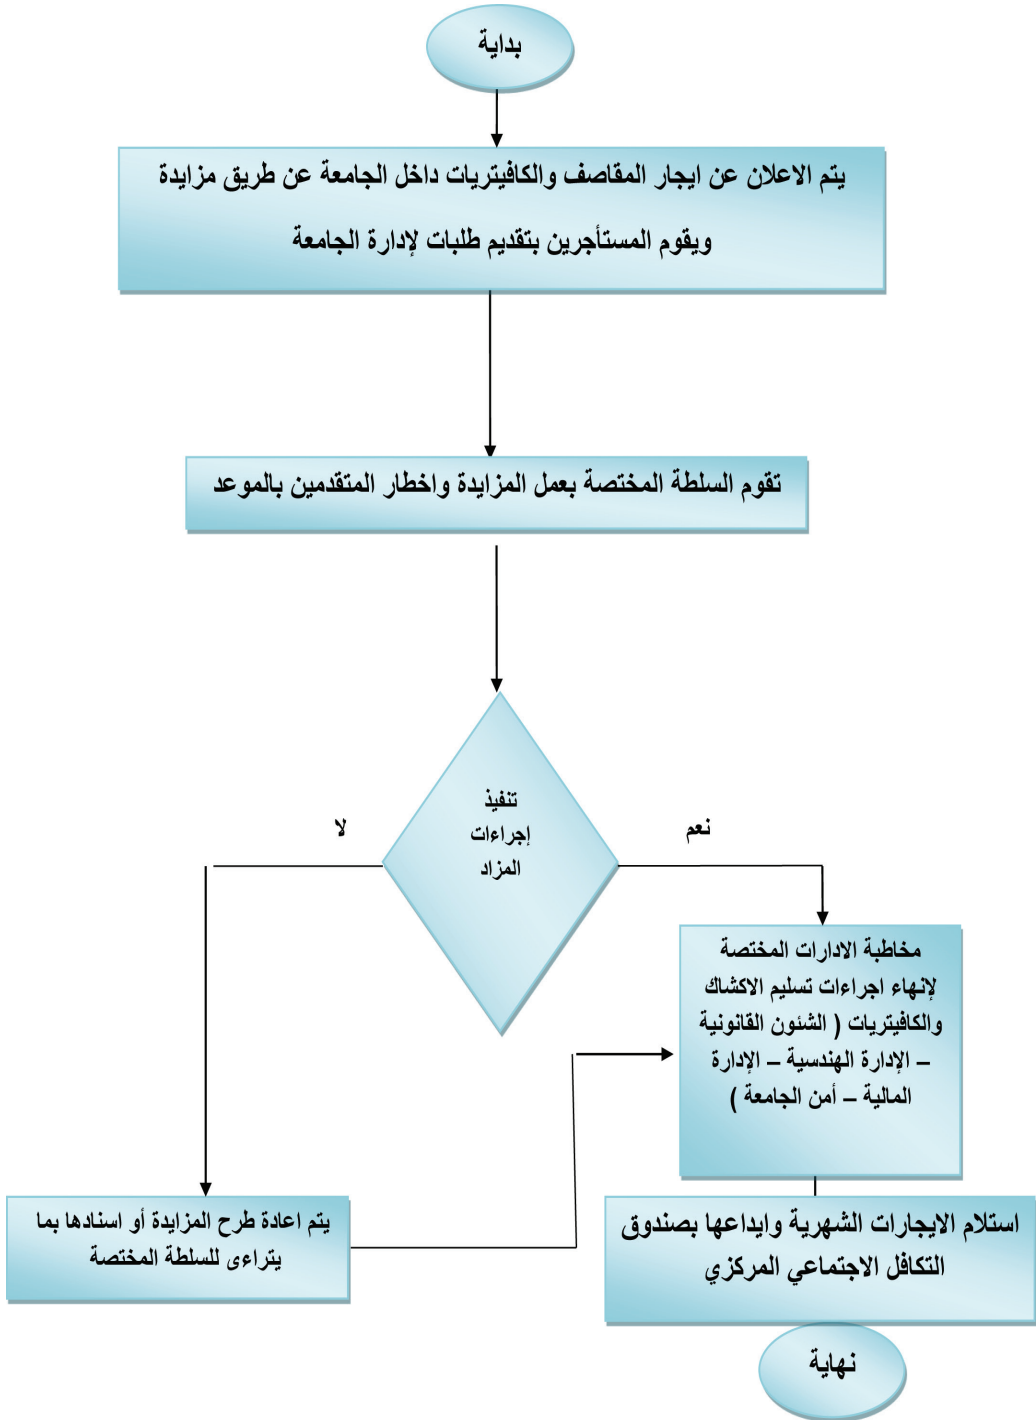 بداية
يتم الاعلان عن ايجار المقاصف والكافيتريات داخل الجامعة عن طريق مزايدة
ويقوم المستأجرين بتقديم طلبات لإدارة الجامعة
تقوم السلطة المختصة بعمل المزايدة واخطار المتقدمين بالموعد
تنفيذ
إجراءات
المزاد
نعم
لا
مخاطبة الادارات المختصة
لإنهاء اجراءات تسليم الاكشاك
والكافيتريات ( الشئون القانونية
– الإدارة الهندسية – الإدارة
المالية – أمن الجامعة )
يتم اعادة طرح المزايدة أو اسنادها بما
يتراءى للسلطة المختصة
استلام الايجارات الشهرية وايداعها بصندوق
التكافل الاجتماعي المركزي
نهاية